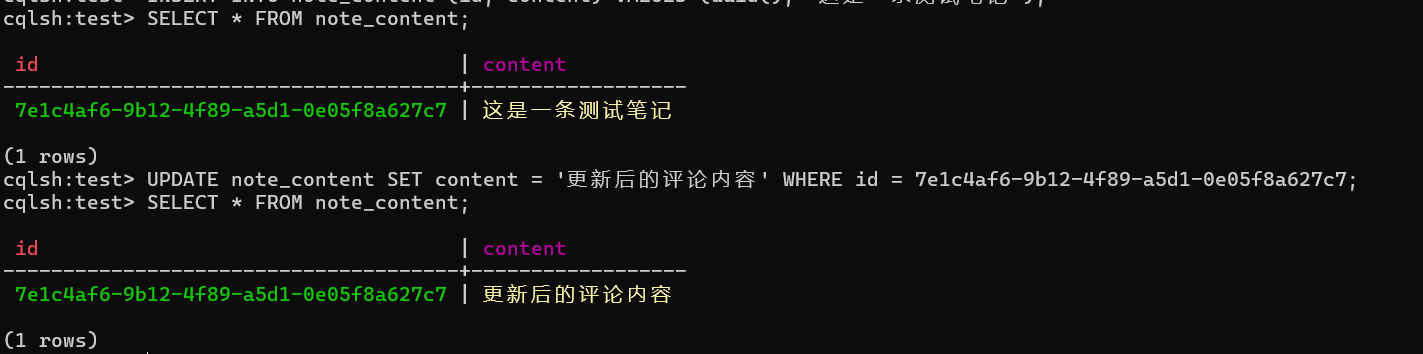 cqlsh:test> SELECT * FROM note_content;
id | content
--------------------------------------+------------------
7e1c4af6-9b12-4f89-a5d1-0e05f8a627c7 | 这是一条测试笔记
(1 rows)
cqlsh:test> UPDATE note_content SET content = '更新后的评论内容' WHERE id = 7e1c4af6-9b12-4f89-a5d1-0e05f8a627c7;
cqlsh:test> SELECT * FROM note_content;
id | content
--------------------------------------+------------------
7e1c4af6-9b12-4f89-a5d1-0e05f8a627c7 | 更新后的评论内容
(1 rows)